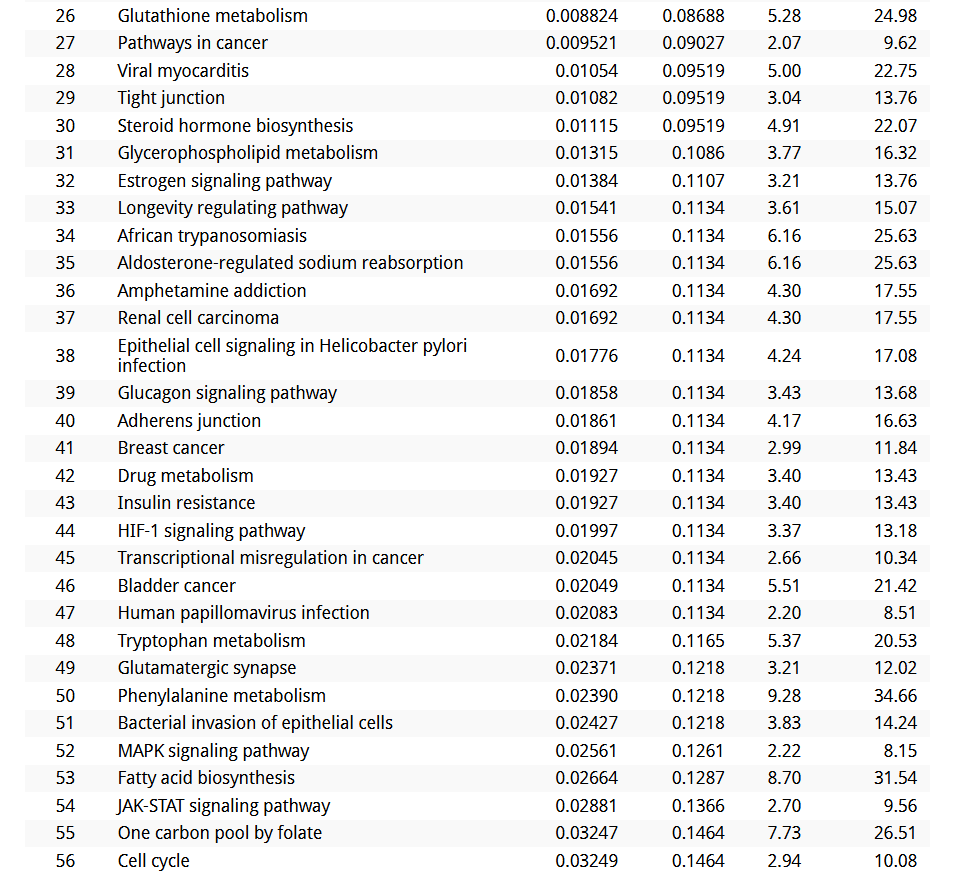 26 Glutathione metabolism 0.008824 0.08688 5.28 24.98
27 Pathways in cancer 0.009521 0.09027 2.07 9.62
28 Viral myocarditis 0.01054 0.09519 5.00 22.75
29 Tight junction 0.01082 0.09519 3.04 13.76
30 Steroid hormone biosynthesis 0.01115 0.09519 4.91 22.07
31 Glycerophospholipid metabolism 0.01315 0.1086 3.77 16.32
32 Estrogen signaling pathway 0.01384 0.1107 3.21 13.76
33 Longevity regulating pathway 0.01541 0.1134 3.61 15.07
34 African trypanosomiasis 0.01556 0.1134 6.16 25.63
35 Aldosterone-regulated sodium reabsorption 0.01556 0.1134 6.16 25.63
36 Amphetamine addiction 0.01692 0.1134 4.30 17.55
37 Renal cell carcinoma 0.01692 0.1134 4.30 17.55
38 Epithelial cell signaling in Helicobacter pylori
infection 0.01776 0.1134 4.24 17.08
39 Glucagon signaling pathway 0.01858 0.1134 3.43 13.68
40 Adherens junction 0.01861 0.1134 4.17 16.63
41 Breast cancer 0.01894 0.1134 2.99 11.84
42 Drug metabolism 0.01927 0.1134 3.40 13.43
43 Insulin resistance 0.01927 0.1134 3.40 13.43
44 HIF-1 signaling pathway 0.01997 0.1134 3.37 13.18
45 Transcriptional misregulation in cancer 0.02045 0.1134 2.66 10.34
46 Bladder cancer 0.02049 0.1134 5.51 21.42
47 Human papillomavirus infection 0.02083 0.1134 2.20 8.51
48 Tryptophan metabolism 0.02184 0.1165 5.37 20.53
49 Glutamatergic synapse 0.02371 0.1218 3.21 12.02
50 Phenylalanine metabolism 0.02390 0.1218 9.28 34.66
51 Bacterial invasion of epithelial cells 0.02427 0.1218 3.83 14.24
52 MAPK signaling pathway 0.02561 0.1261 2.22 8.15
53 Fatty acid biosynthesis 0.02664 0.1287 8.70 31.54
54 JAK-STAT signaling pathway 0.02881 0.1366 2.70 9.56
55 One carbon pool by folate 0.03247 0.1464 7.73 26.51
56 Cell cycle 0.03249 0.1464 2.94 10.08